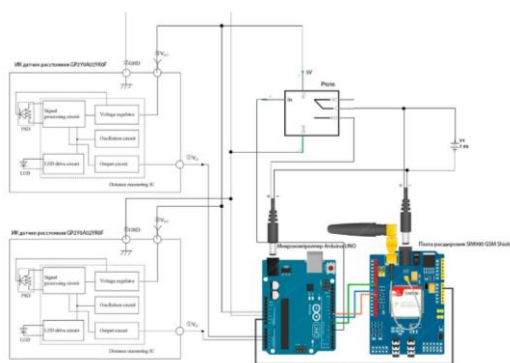 ИК датчик расстояния GP2Y0A02YK0F
GND
Vcc
PSD
Signal
processing circuit
Voltage regulator
Oscillation circuit
LED drive circuit
Output circuit
LED
Vo
Distance measuring IC
ИК датчик расстояния GP2Y0A02YK0F
GND
Vcc
PSD
Signal
processing circuit
Voltage regulator
Oscillation circuit
LED drive circuit
Output circuit
LED
Vo
Distance measuring IC
Реле
5V
In
V1
Микроконтроллер Arduino UNO
Плата расширения SIM900 GSM Shield